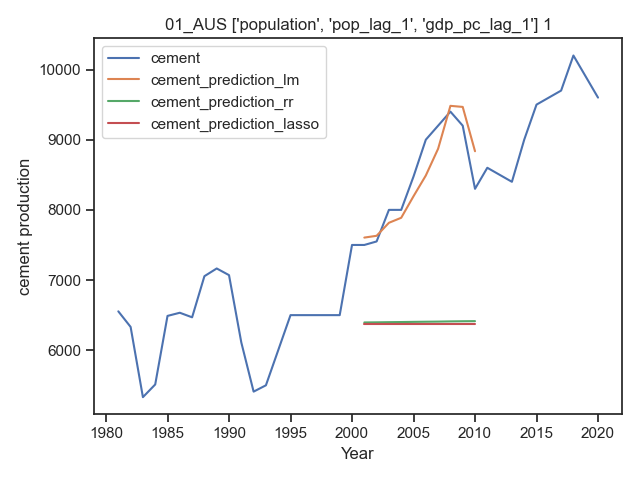 01_AUS ['population', 'pop_lag_1', 'gdp_pc_lag_1'] 1
cement
cement_prediction_lm
cement_prediction_rr
cement_prediction_lasso
cement production
10000
9000
8000
7000
6000
1980 1985 1990 1995 2000 2005 2010 2015 2020
Year